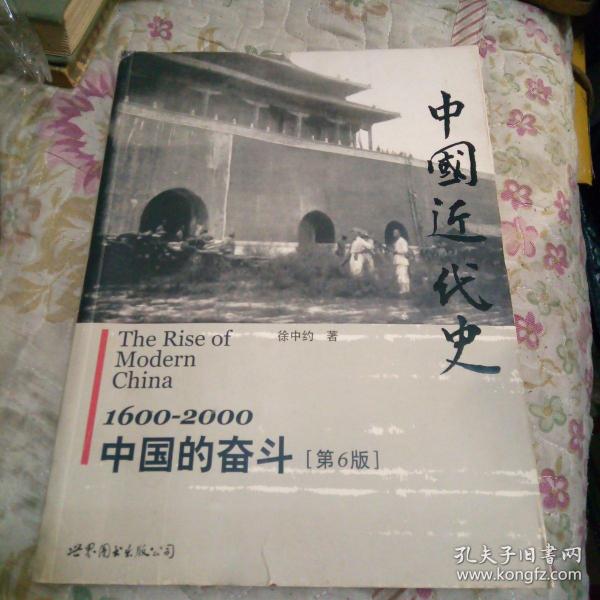 中國近代史
The Rise of
Modern
China
徐中约 著
1600-2000
中国的奋斗 [第6版]
世界图书出版公司
孔夫子旧书网
www.kongfz.com